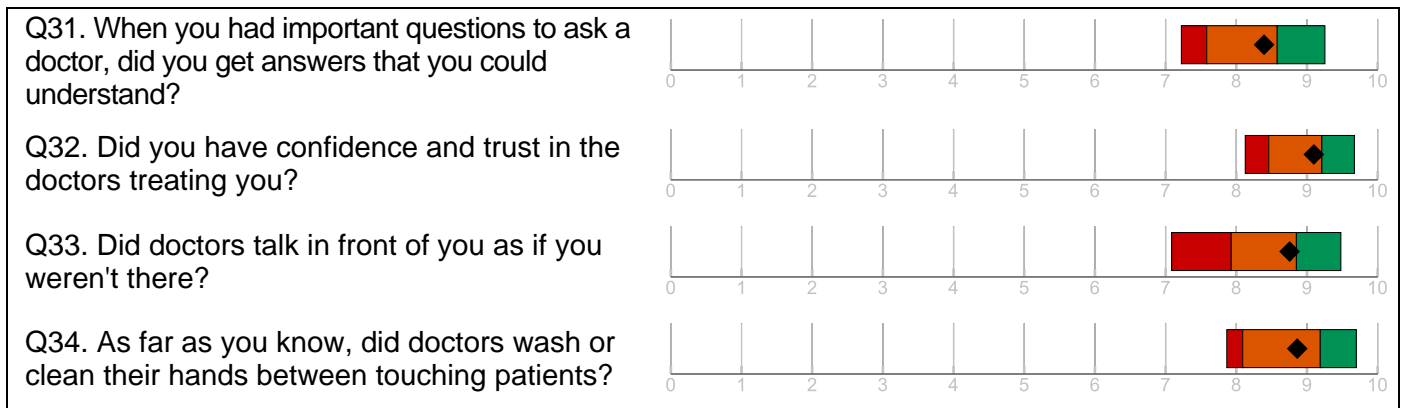 Q31. When you had important questions to ask a
doctor, did you get answers that you could
understand?
0 1 2 3 4 5 6 7 8 9 10
Q32. Did you have confidence and trust in the
doctors treating you?
0 1 2 3 4 5 6 7 8 9 10
Q33. Did doctors talk in front of you as if you
weren't there?
0 1 2 3 4 5 6 7 8 9 10
Q34. As far as you know, did doctors wash or
clean their hands between touching patients?
0 1 2 3 4 5 6 7 8 9 10